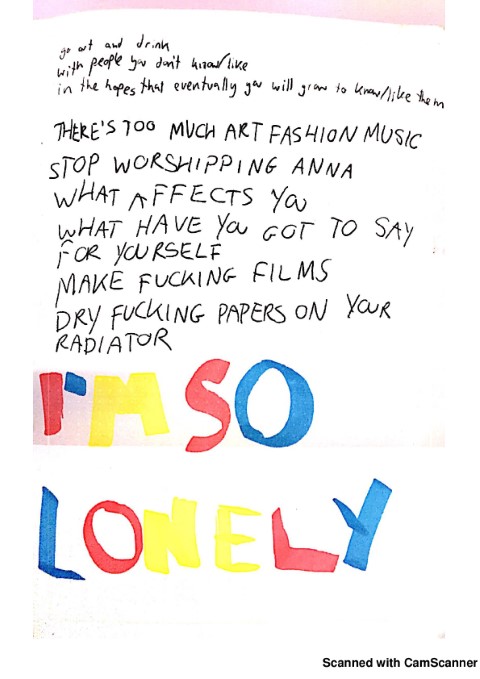 go out and drink
with people you don't know/like
in the hopes that eventually you will grow to know/like them
THERE'S TOO MUCH ART FASHION MUSIC
STOP WORSHIPPING ANNA
WHAT AFFECTS YOU
WHAT HAVE YOU GOT TO SAY
FOR YOURSELF
MAKE FUCKING FILMS
DRY FUCKING PAPERS ON YOUR
RADIATOR
I'M SO
LONELY
Scanned with CamScanner